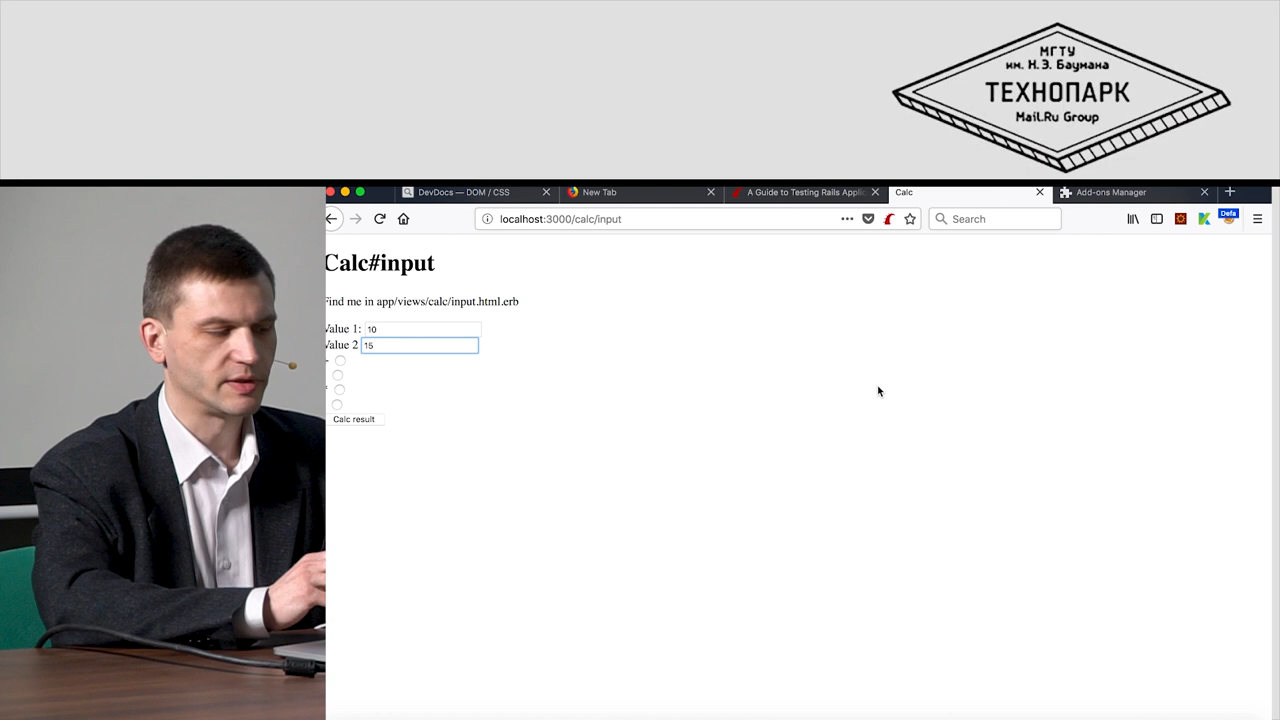 МГТУ
им. Н.Э. Баумана
ТЕХНОПАРК
Mail.Ru Group
DevDocs — DOM / CSS
New Tab
A Guide to Testing Rails Applic
Calc
Add-ons Manager
localhost:3000/calc/input
Search
Defa
Calc#input
Find me in app/views/calc/input.html.erb
Value 1: 10
Value 2 15
*
Calc result